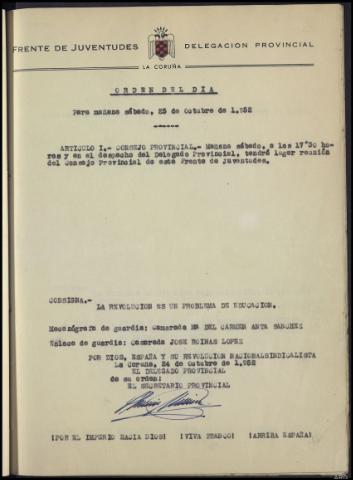 FRENTE DE JUVENTUDES DELEGACION PROVINCIAL
LA CORUÑA
ORDEN DEL DIA
Para mañana sábado, 25 de Octubre de 1.952
ARTICULO I.- CONSEJO PROVINCIAL.- Mañana sábado, a las 17'30 ho-
ras y en el despacho del Delegado Provincial, tendrá lugar reunión
del Consejo Provincial de este Frente de Juventudes.
CONSIGNA.-
LA REVOLUCION ES UN PROBLEMA DE EDUCACION.
Mecanógrafo de guardia: Camarada Mª DEL CARMEN ANTA SANCHEZ
Enlace de guardia: Camarada JOSE ROIBAS LOPEZ
POR DIOS, ESPAÑA Y SU REVOLUCION NACIONALSINDICALISTA
La Coruña, 24 de Octubre de 1.952
EL DELEGADO PROVINCIAL
de su orden:
EL SECRETARIO PROVINCIAL
¡POR EL IMPERIO HACIA DIOS! ¡VIVA FRANCO! ¡ARRIBA ESPAÑA!